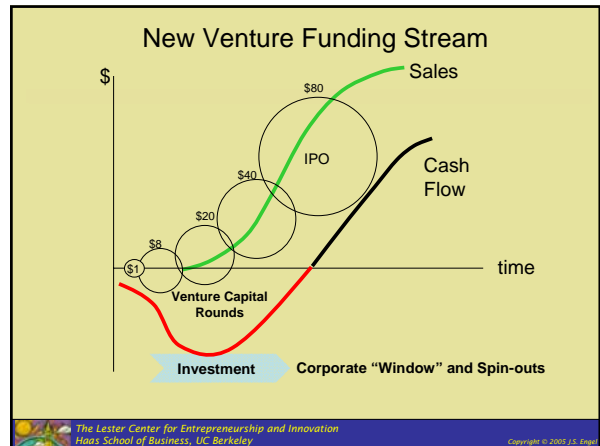 New Venture Funding Stream
$
Sales
$80
IPO
Cash
Flow
$40
$20
$8
$1
time
Venture Capital
Rounds
Investment
Corporate “Window” and Spin-outs
The Lester Center for Entrepreneurship and Innovation
Haas School of Business, UC Berkeley
Copyright © 2005 J.S. Engel